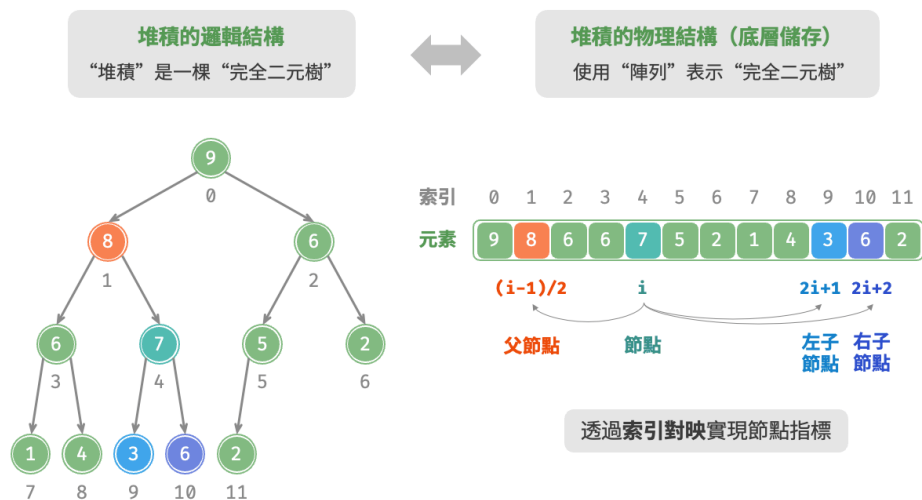 堆積的邏輯結構
“堆積”是一棵“完全二元樹”
堆積的物理結構（底層儲存）
使用“陣列”表示“完全二元樹”
9
0
8 6
1 2
6 7 5 2
3 4 5 6
1 4 3 6 2
7 8 9 10 11
索引 0 1 2 3 4 5 6 7 8 9 10 11
元素 9 8 6 6 7 5 2 1 4 3 6 2
(i-1)/2 i 2i+1 2i+2
父節點 節點 左子節點 右子節點
透過索引對映實現節點指標